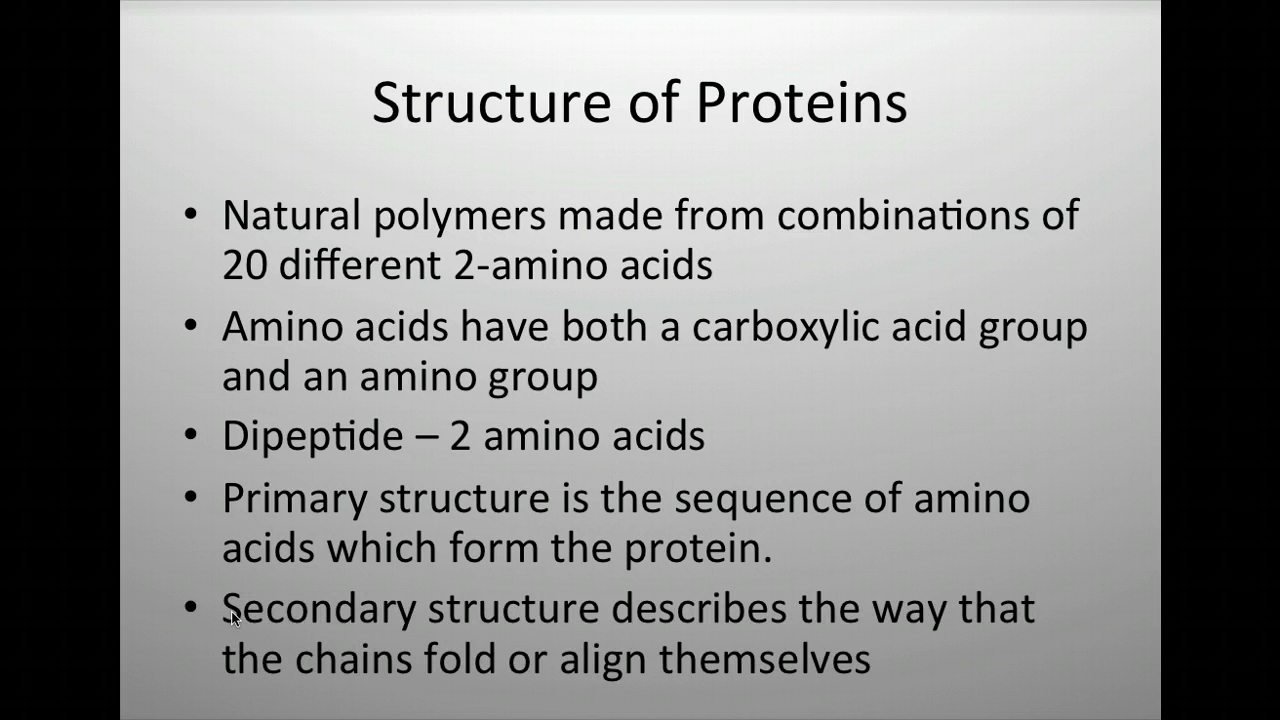 Structure of Proteins
• Natural polymers made from combinations of
20 different 2-amino acids
• Amino acids have both a carboxylic acid group
and an amino group
• Dipeptide – 2 amino acids
• Primary structure is the sequence of amino
acids which form the protein.
• Secondary structure describes the way that
the chains fold or align themselves